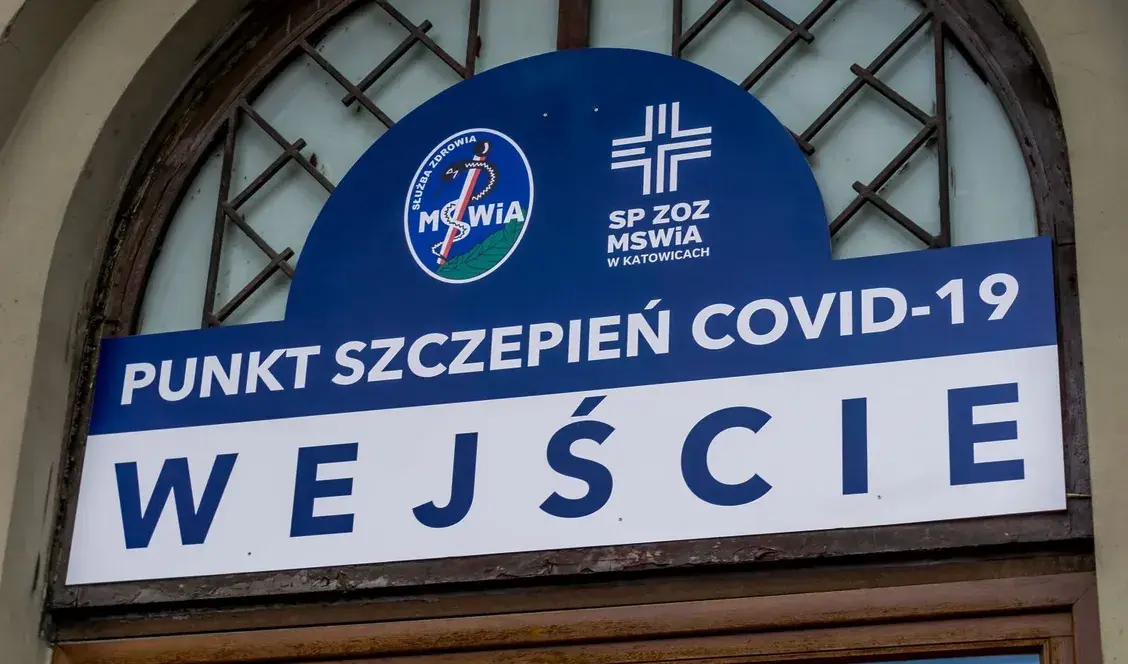 SŁUŻBA ZDROWIA
MSWiA
SP ZOZ
MSWiA
W KATOWICACH
PUNKT SZCZEPIEŃ COVID-19
WEJŚCIE